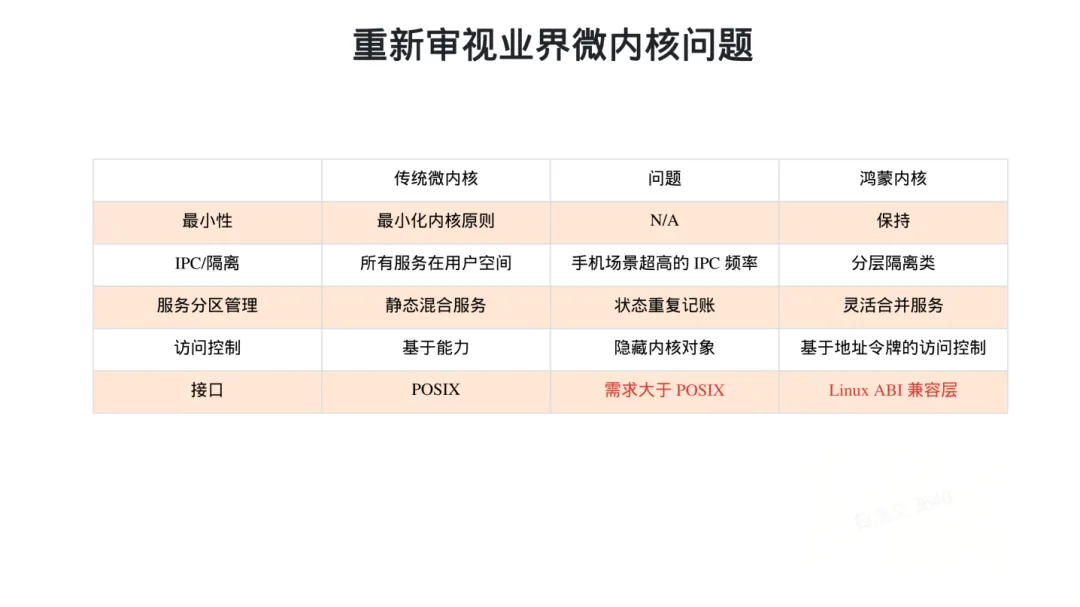 重新审视业界微内核问题
传统微内核 问题 鸿蒙内核
最小性 最小化内核原则 N/A 保持
IPC/隔离 所有服务在用户空间 手机场景超高的 IPC 频率 分层隔离类
服务分区管理 静态混合服务 状态重复记账 灵活合并服务
访问控制 基于能力 隐藏内核对象 基于地址令牌的访问控制
接口 POSIX 需求大于 POSIX Linux ABI 兼容层